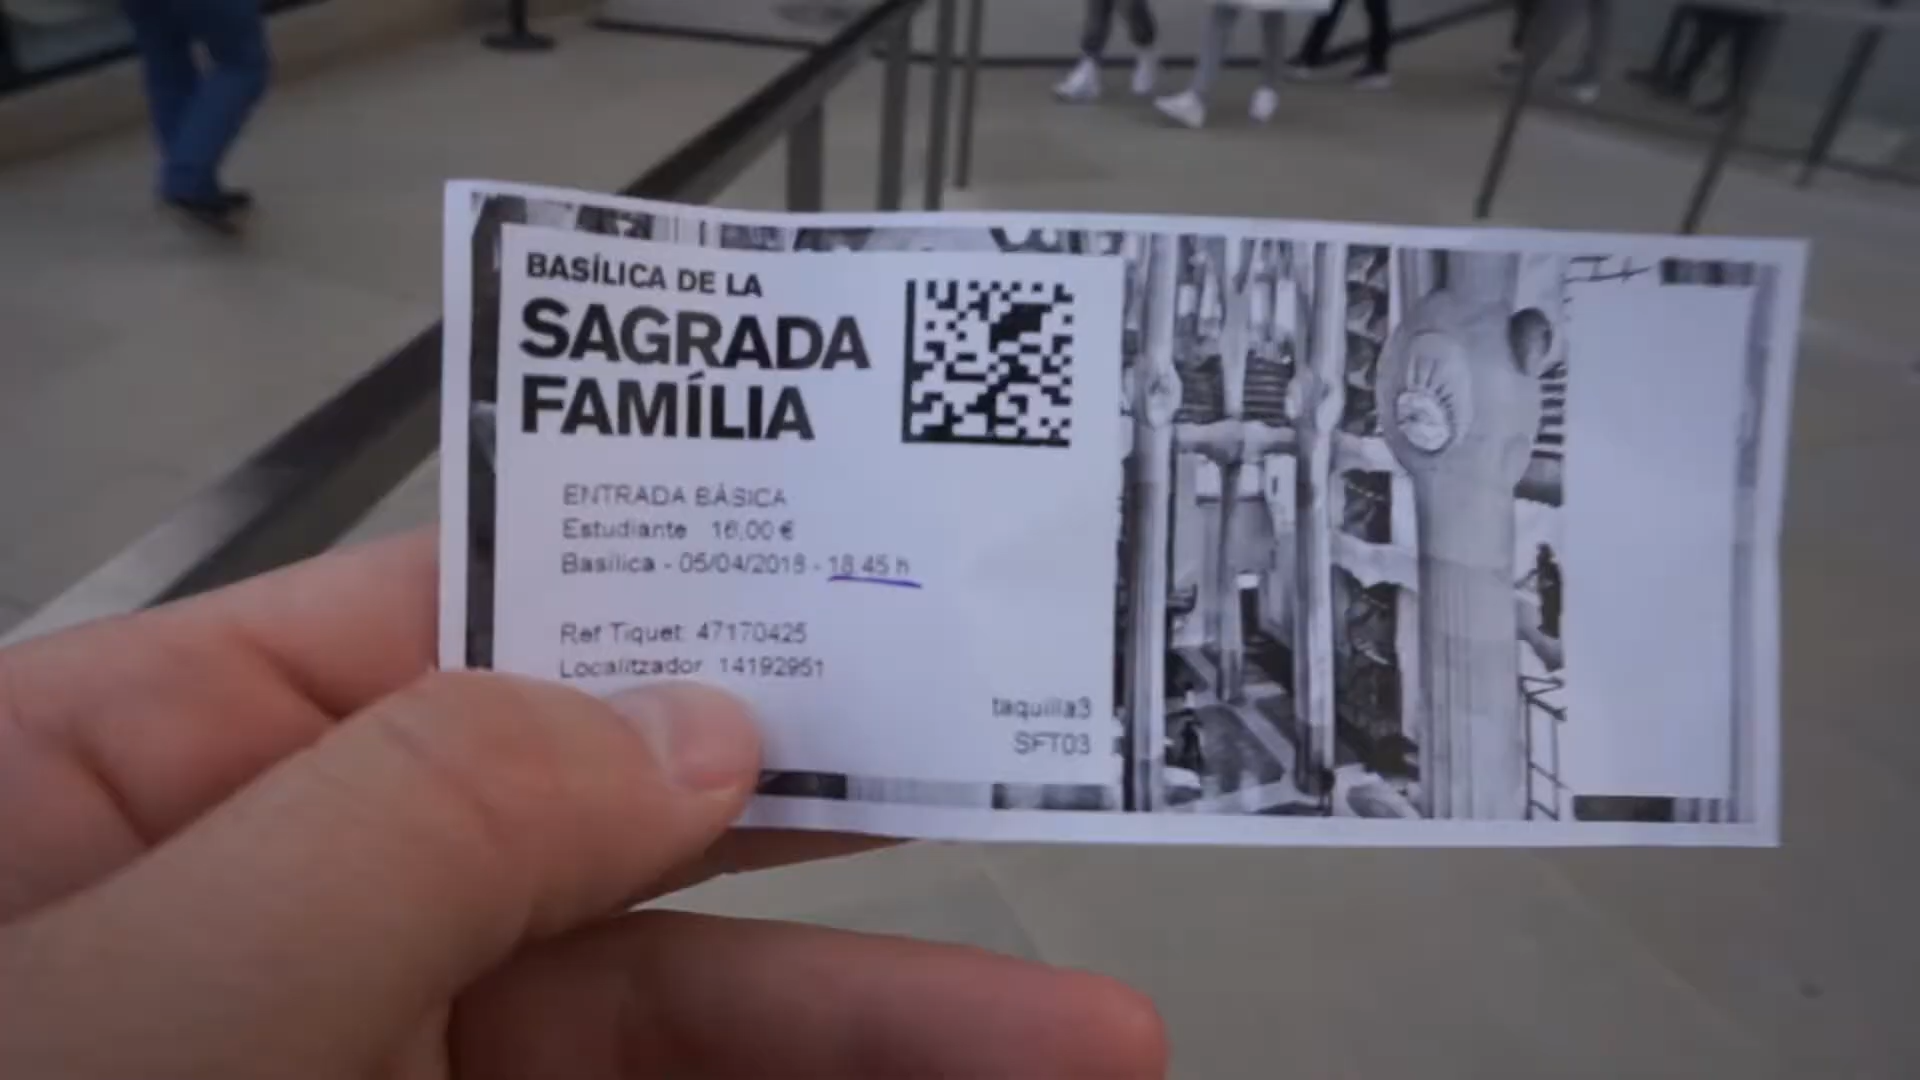 BASÍLICA DE LA
SAGRADA
FAMÍLIA
ENTRADA BÁSICA
Estudiante 16,00 €
Basílica - 05/04/2018 - 18:45 h
Ref Tiquet: 47170425
Localitzador 14192951
taquilla3
SFT03